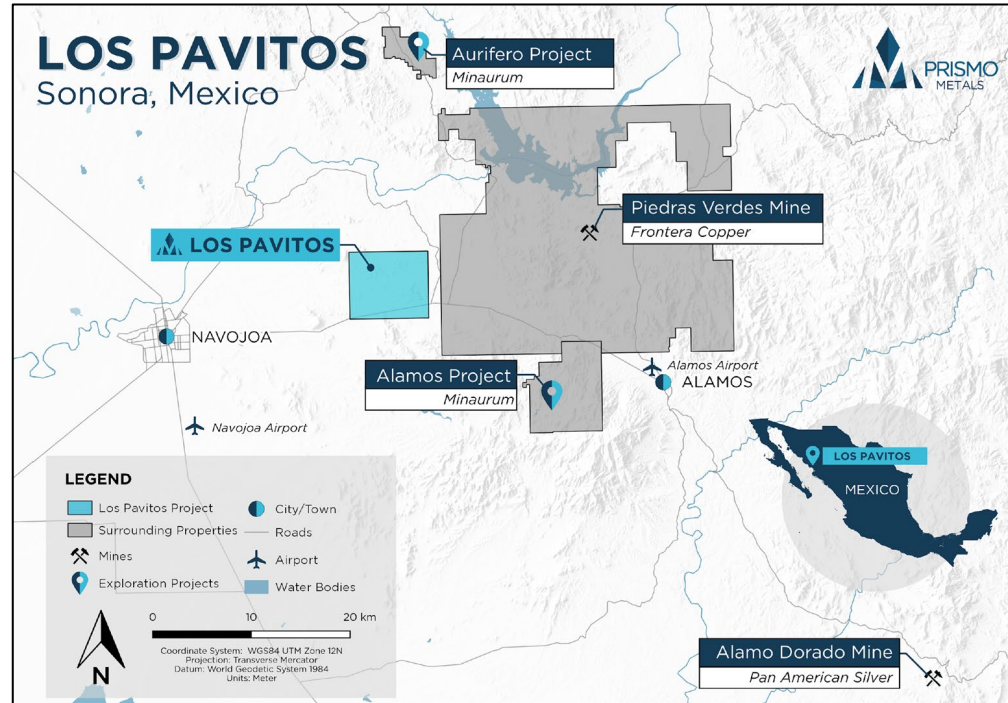 LOS PAVITOS
Sonora, Mexico
Aurifero Project
Minaurum
PRISMO
METALS
Piedras Verdes Mine
Frontera Copper
LOS PAVITOS
NAVOJOA
Alamos Project
Minaurum
Alamos Airport
ALAMOS
Navojoa Airport
LOS PAVITOS
MEXICO
LEGEND
Los Pavitos Project
City/Town
Surrounding Properties
Roads
Mines
Airport
Exploration Projects
Water Bodies
0 10 20 km
Coordinate System: WGS84 UTM Zone 12N
Projection: Transverse Mercator
Datum: World Geodetic System 1984
Units: Meter
N
Alamo Dorado Mine
Pan American Silver